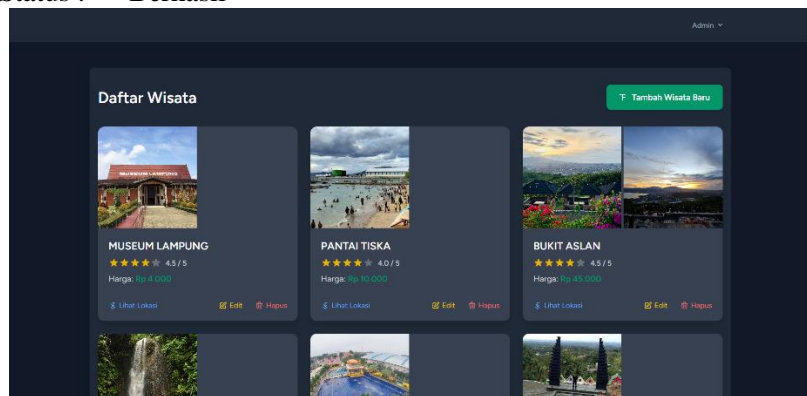 Status : Berhasil
Admin
Daftar Wisata
Tambah Wisata Baru
MUSEUM LAMPUNG
MUSEUM LAMPUNG
4.5 / 5
Harga: Rp 4.000
Lihat Lokasi
Edit
Hapus
PANTAI TISKA
4.0 / 5
Harga: Rp 10.000
Lihat Lokasi
Edit
Hapus
BUKIT ASLAN
4.5 / 5
Harga: Rp 45.000
Lihat Lokasi
Edit
Hapus